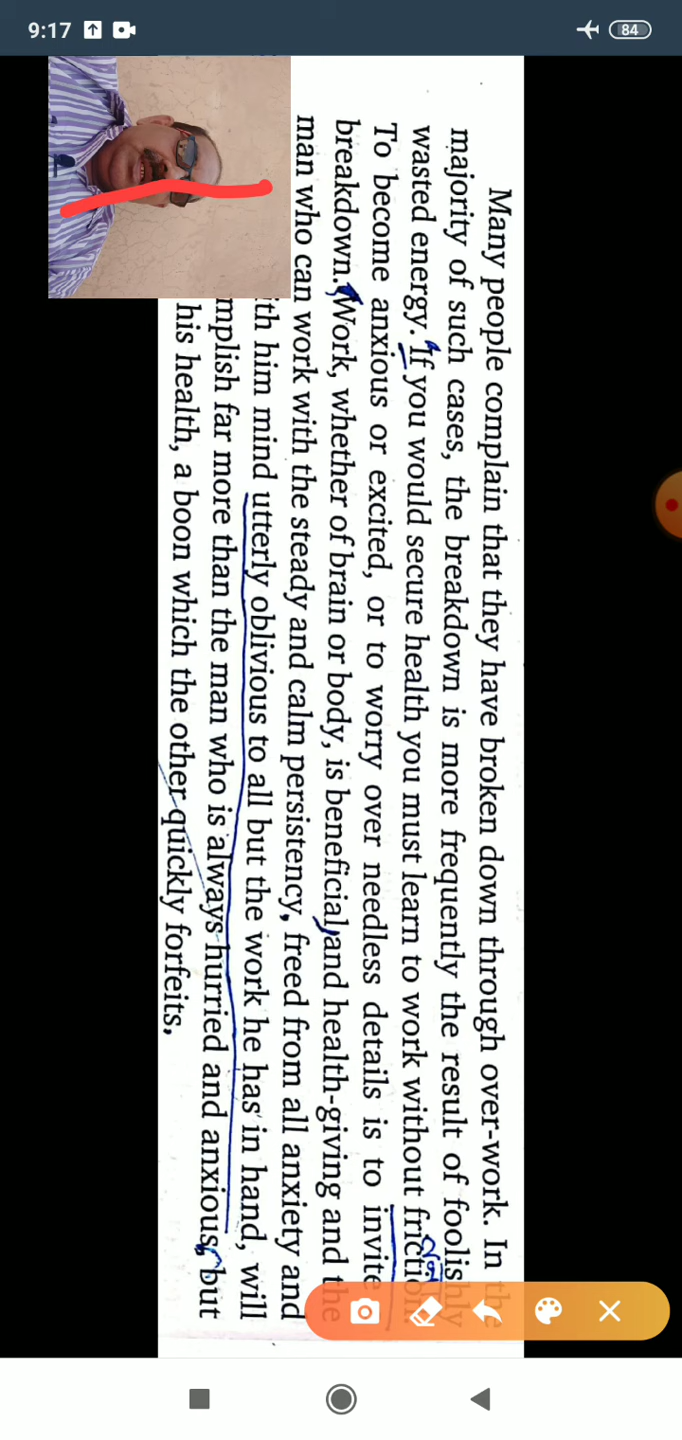 9:17
84
Many people complain that they have broken down through over-work. In the
majority of such cases, the breakdown is more frequently the result of foolishly
wasted energy. If you would secure health you must learn to work without friction.
To become anxious or excited, or to worry over needless details is to invite
breakdown. Work, whether of brain or body, is beneficial, and health-giving and the
man who can work with the steady and calm persistency, freed from all anxiety and
ith him mind utterly oblivious to all but the work he has in hand, will
mplish far more than the man who is always hurried and anxious, but
his health, a boon which the other quickly forfeits.